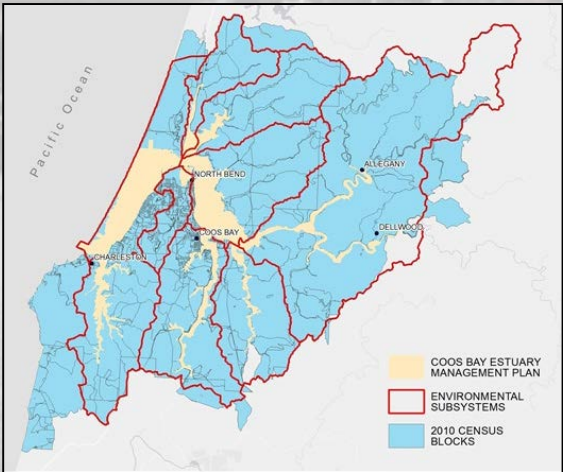 Pacific Ocean
ALLEGANY
NORTH BEND
DELLWOOD
COOS BAY
CHARLESTON
COOS BAY ESTUARY
MANAGEMENT PLAN
ENVIRONMENTAL
SUBSYSTEMS
2010 CENSUS
BLOCKS